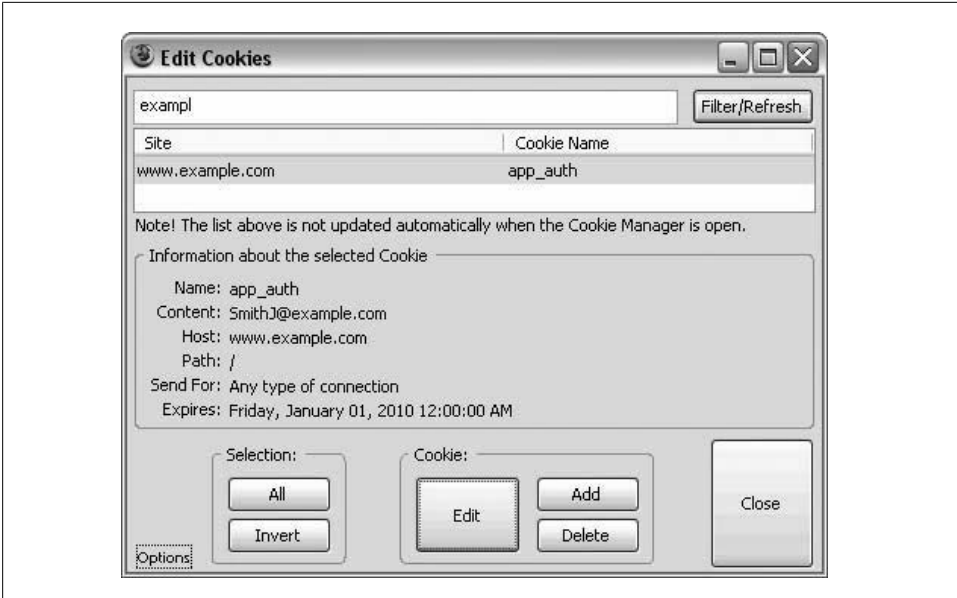 Edit Cookies
exampl Filter/Refresh
Site Cookie Name
www.example.com app_auth
Note! The list above is not updated automatically when the Cookie Manager is open.
Information about the selected Cookie
Name: app_auth
Content: SmithJ@example.com
Host: www.example.com
Path: /
Send For: Any type of connection
Expires: Friday, January 01, 2010 12:00:00 AM
Selection: Cookie:
All Edit Add Close
Invert Delete
Options